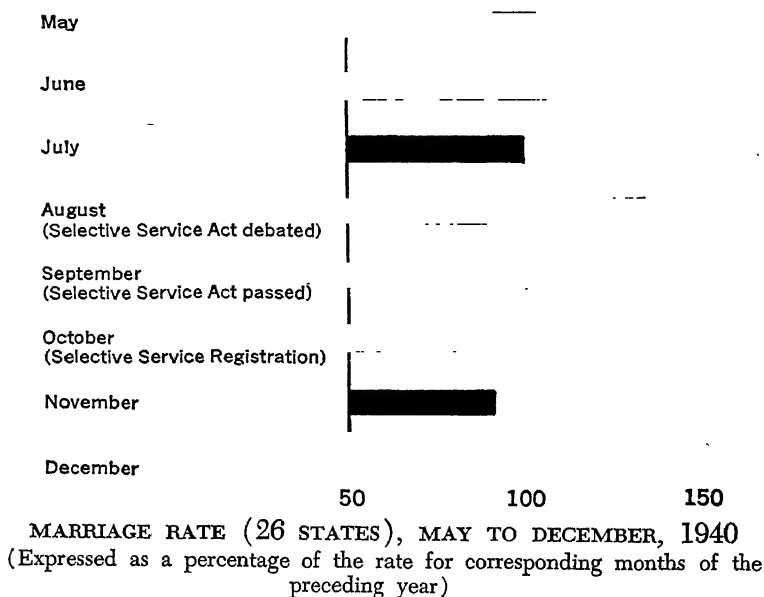 May
June
July
August
(Selective Service Act debated)
September
(Selective Service Act passed)
October
(Selective Service Registration)
November
December
50 100 150
MARRIAGE RATE (26 STATES), MAY TO DECEMBER, 1940
(Expressed as a percentage of the rate for corresponding months of the
preceding year)